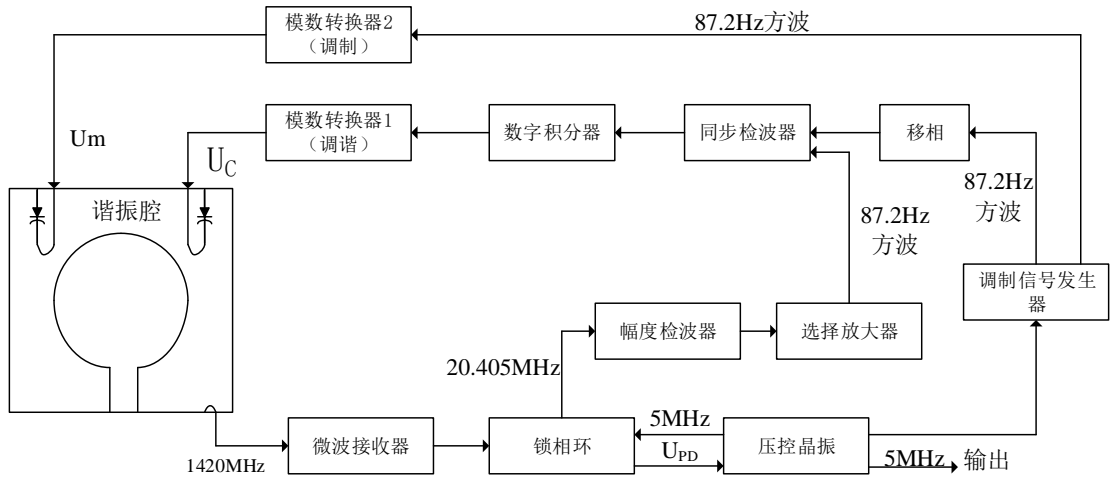 模数转换器2
（调制）
87.2Hz方波
Um
模数转换器1
（调谐）
数字积分器
同步检波器
移相
U_C
87.2Hz
方波
87.2Hz
方波
谐振腔
调制信号发生
器
幅度检波器
选择放大器
20.405MHz
1420MHz
微波接收器
锁相环
5MHz
U_PD
压控晶振
5MHz
输出